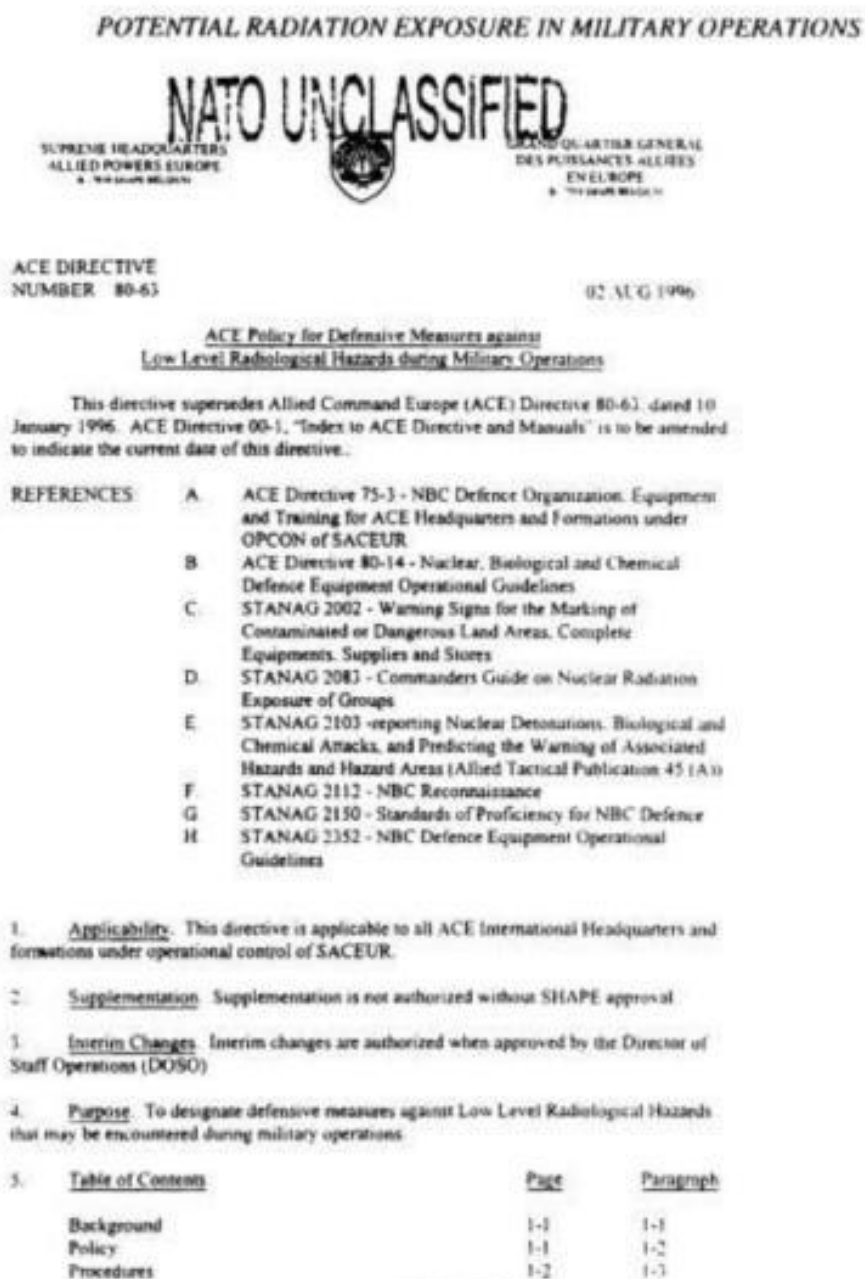 POTENTIAL RADIATION EXPOSURE IN MILITARY OPERATIONS
NATO UNCLASSIFIED
SUPREME HEADQUARTERS
ALLIED POWERS EUROPE
GRAND QUARTIER GENERAL
DES PUISSANCES ALLIEES
EN EUROPE
ACE DIRECTIVE
NUMBER 80-63
02 AUG 1996
ACE Policy for Defensive Measures against
Low Level Radiological Hazards during Military Operations
This directive supersedes Allied Command Europe (ACE) Directive 80-63, dated 10
January 1996. ACE Directive 00-1, "Index to ACE Directive and Manuals" is to be amended
to indicate the current date of this directive..
REFERENCES A. ACE Directive 75-3 - NBC Defence Organization, Equipment
and Training for ACE Headquarters and Formations under
OPCON of SACEUR
B ACE Directive 80-14 - Nuclear, Biological and Chemical
Defence Equipment Operational Guidelines
C. STANAG 2002 - Warning Signs for the Marking of
Contaminated or Dangerous Land Areas, Complete
Equipments, Supplies and Stores
D. STANAG 2083 - Commanders Guide on Nuclear Radiation
Exposure of Groups
E. STANAG 2103 -reporting Nuclear Detonations, Biological and
Chemical Attacks, and Predicting the Warning of Associated
Hazards and Hazard Areas (Allied Tactical Publication 45 (A))
F. STANAG 2112 - NBC Reconnaissance
G STANAG 2150 - Standards of Proficiency for NBC Defence
H STANAG 2352 - NBC Defence Equipment Operational
Guidelines
1. Applicability. This directive is applicable to all ACE International Headquarters and
formations under operational control of SACEUR.
2. Supplementation. Supplementation is not authorized without SHAPE approval
3. Interim Changes. Interim changes are authorized when approved by the Director of
Staff Operations (DOSO)
4. Purpose. To designate defensive measures against Low Level Radiological Hazards
that may be encountered during military operations
5. Table of Contents Page Paragraph
Background 1-1 1-1
Policy 1-1 1-2
Procedures 1-2 1-3